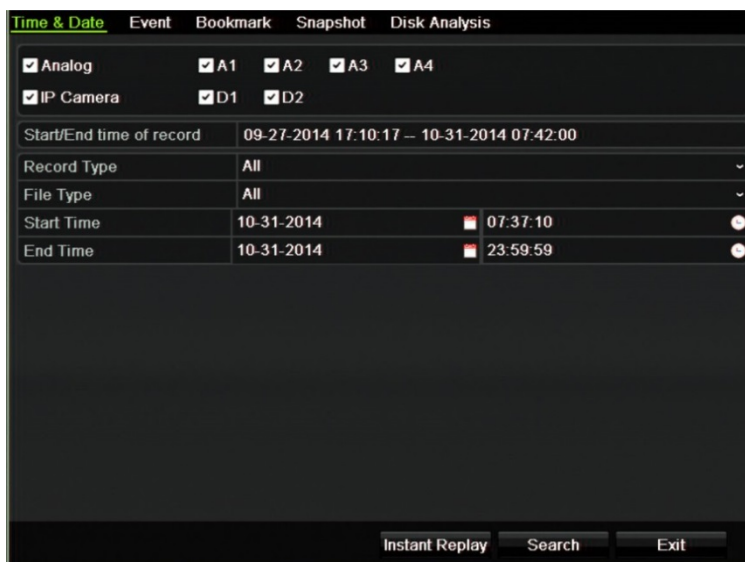 Time & Date Event Bookmark Snapshot Disk Analysis
Analog A1 A2 A3 A4
IP Camera D1 D2
Start/End time of record 09-27-2014 17:10:17 -- 10-31-2014 07:42:00
Record Type All
File Type All
Start Time 10-31-2014 07:37:10
End Time 10-31-2014 23:59:59
Instant Replay Search Exit